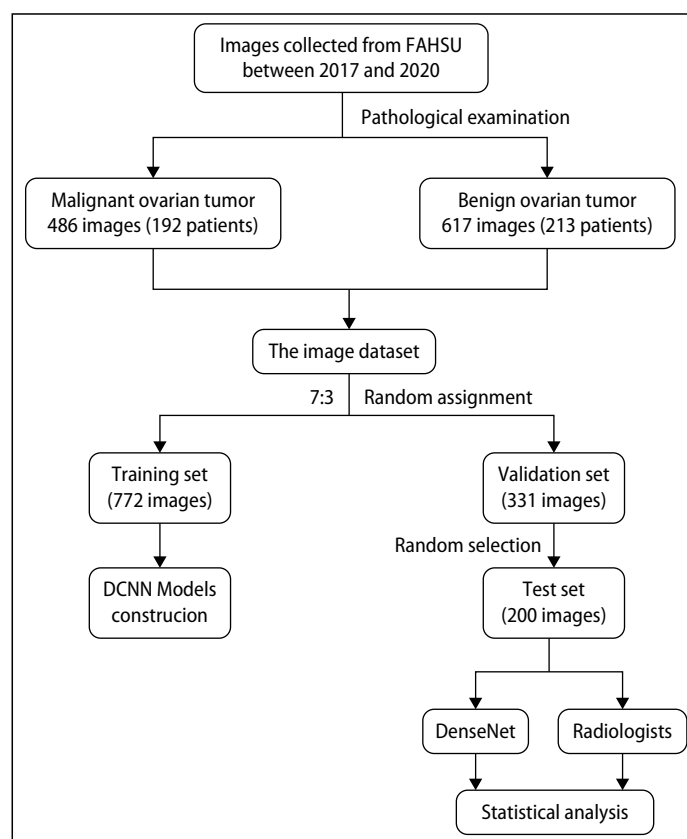 Images collected from FAHSU
between 2017 and 2020
Pathological examination
Malignant ovarian tumor
486 images (192 patients)
Benign ovarian tumor
617 images (213 patients)
The image dataset
7:3
Random assignment
Training set
(772 images)
Validation set
(331 images)
Random selection
DCNN Models
construcion
Test set
(200 images)
DenseNet
Radiologists
Statistical analysis